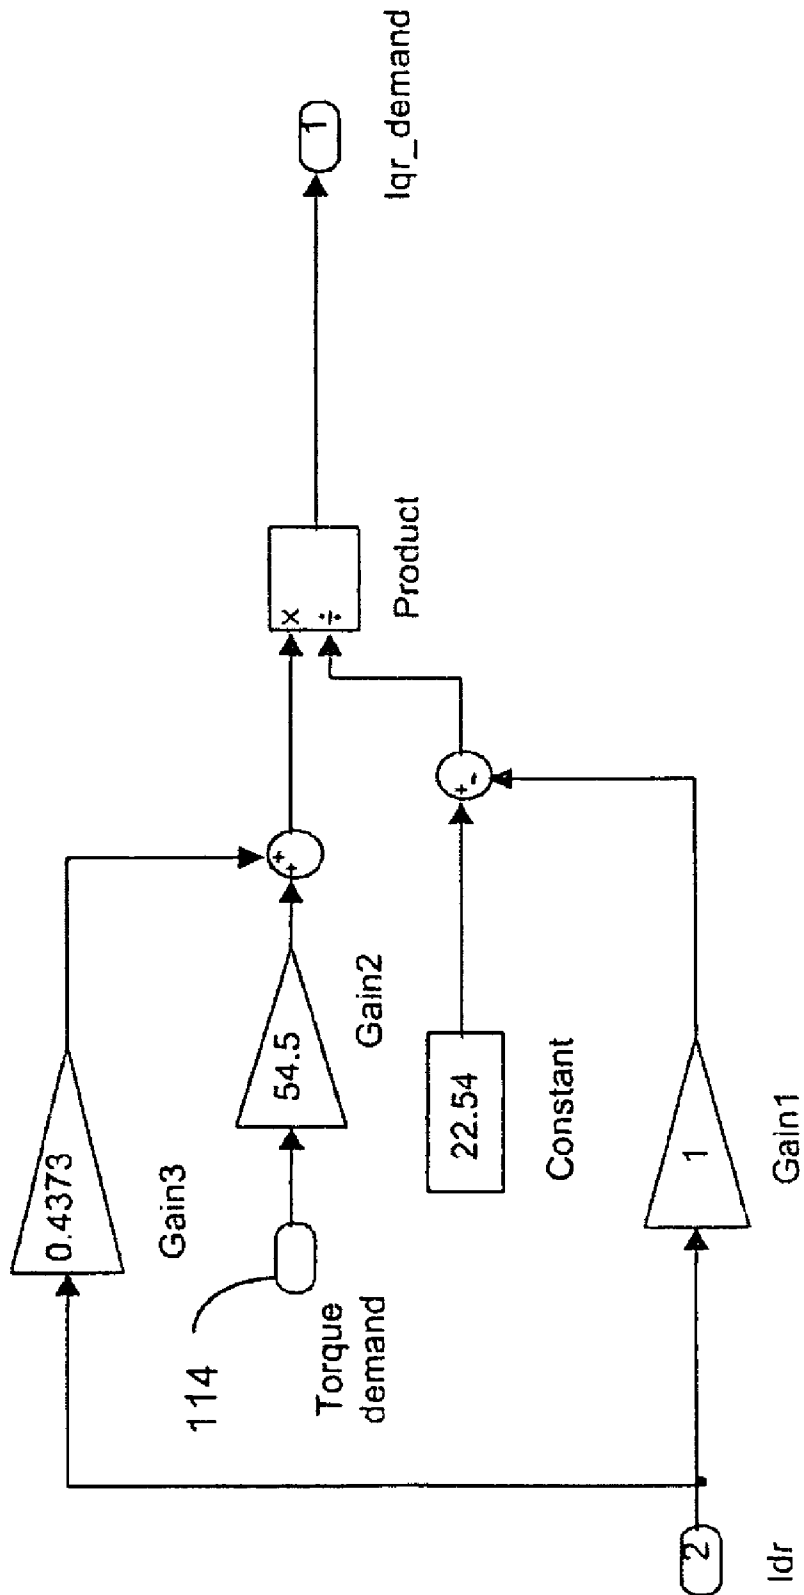 0.4373
Gain3
114
Torque
demand
54.5
Gain2
+
+
×
÷
Product
1
Iqr_demand
22.54
Constant
+
-
2
Idr
1
Gain1